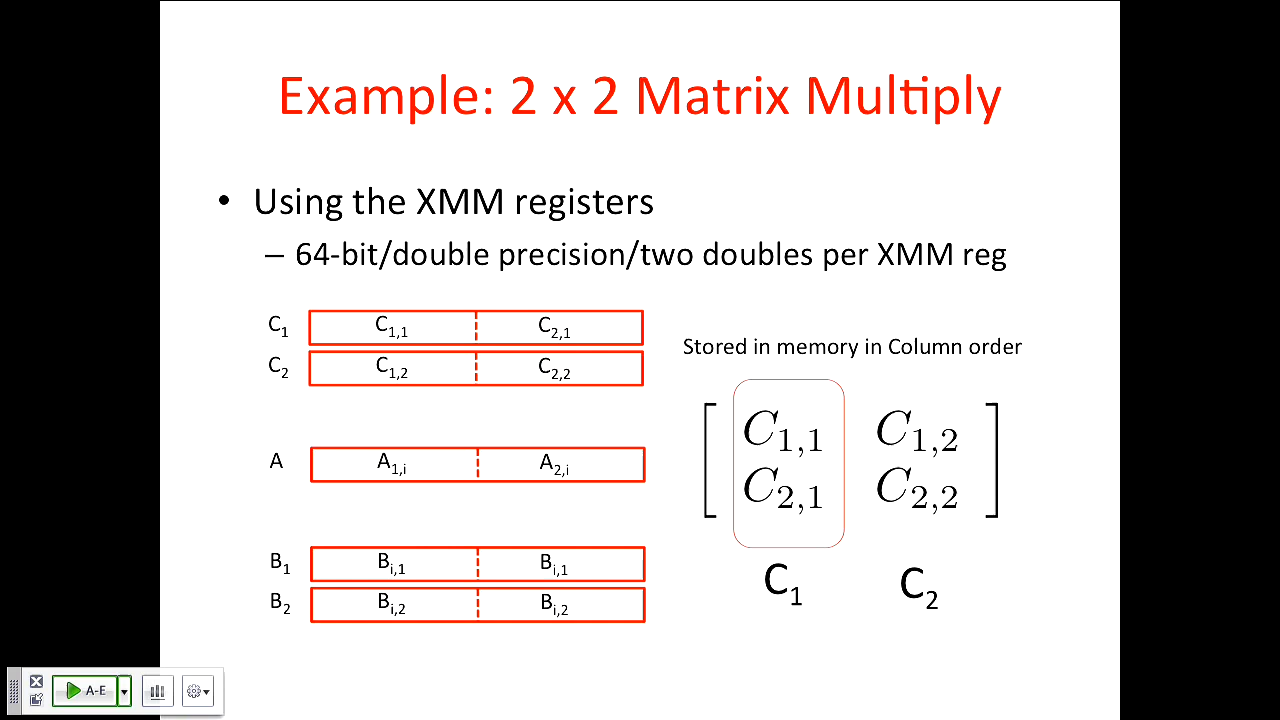 Example: 2 x 2 Matrix Multiply
• Using the XMM registers
– 64-bit/double precision/two doubles per XMM reg
C₁ C₁,₁ C₂,₁
C₂ C₁,₂ C₂,₂
A A₁,ᵢ A₂,ᵢ
B₁ Bᵢ,₁ Bᵢ,₁
B₂ Bᵢ,₂ Bᵢ,₂
Stored in memory in Column order
C₁,₁ C₁,₂
C₂,₁ C₂,₂
C₁ C₂
A-E